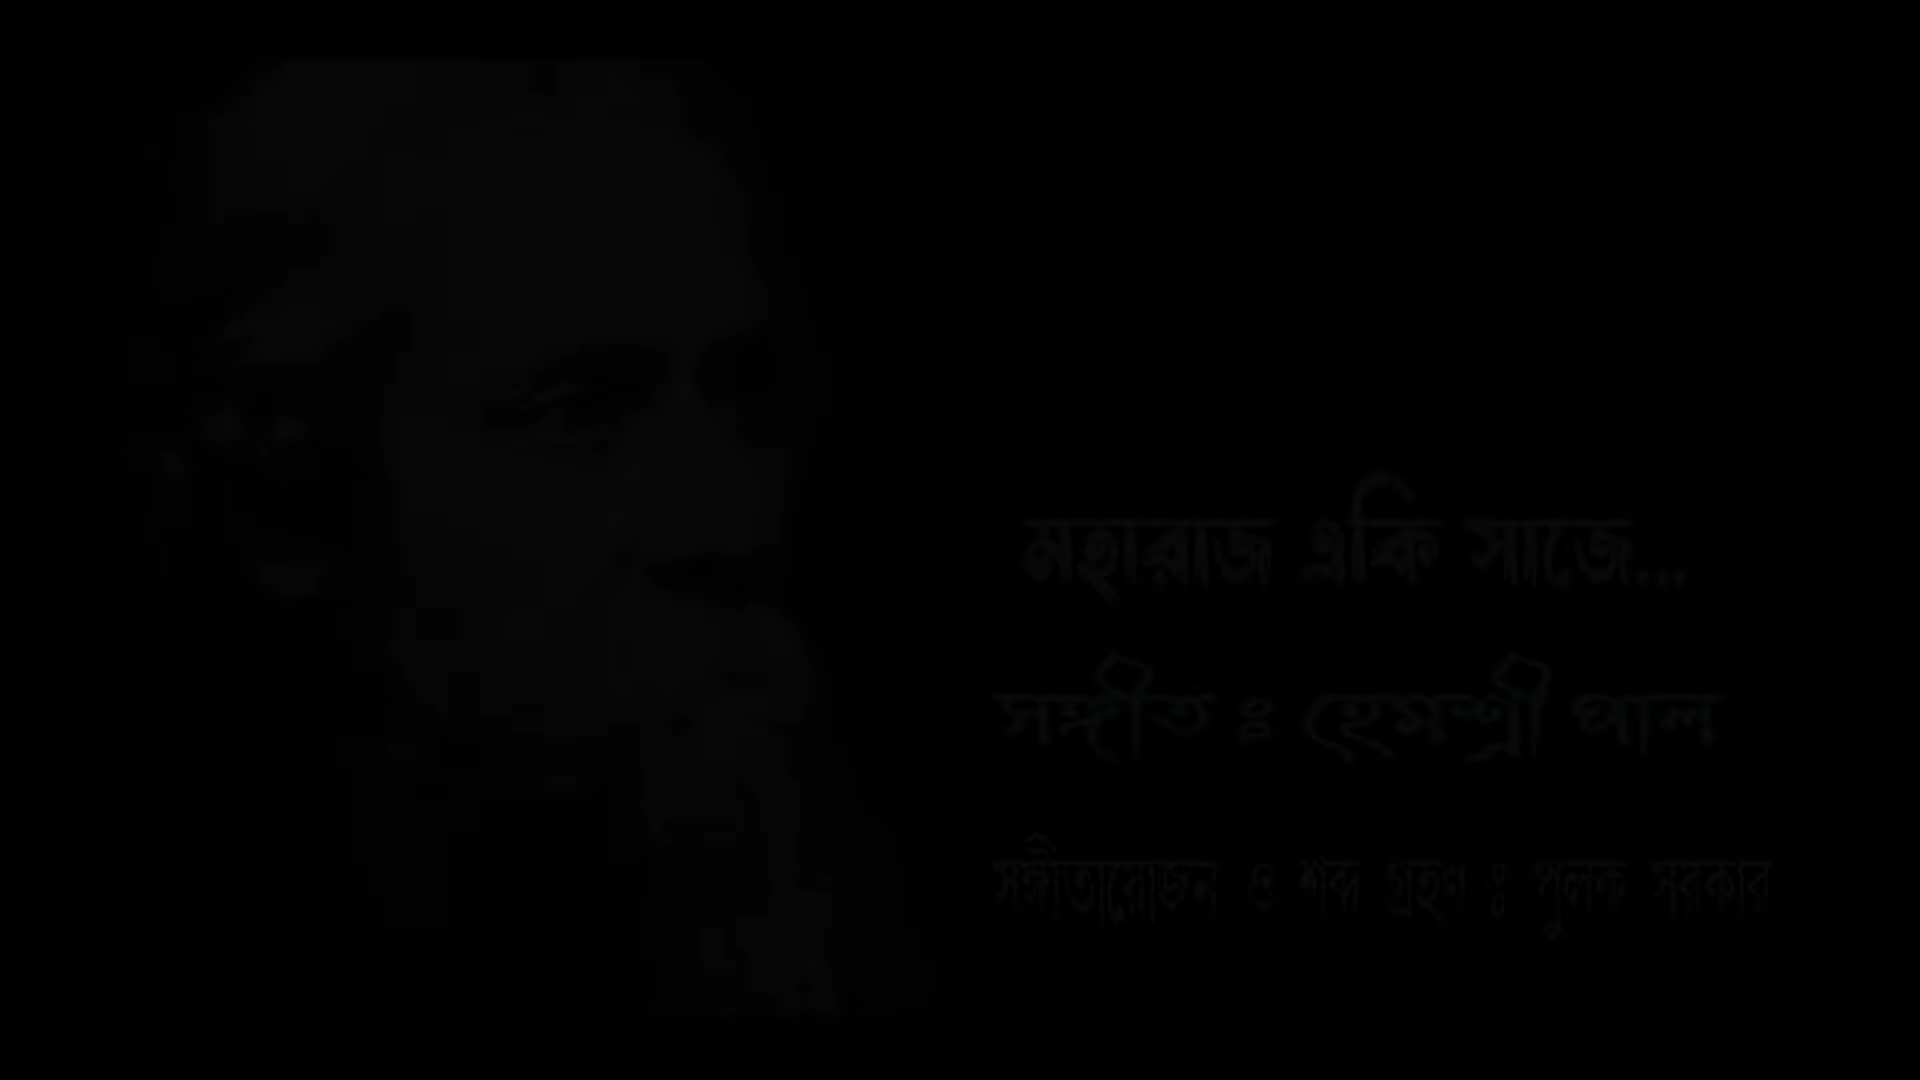 মহারাজ একি সাজে...
সঙ্গীত ঃ হেমশ্রী পাল
সঙ্গীতায়োজন ও শব্দ গ্রহণ ঃ পুলক সরকার